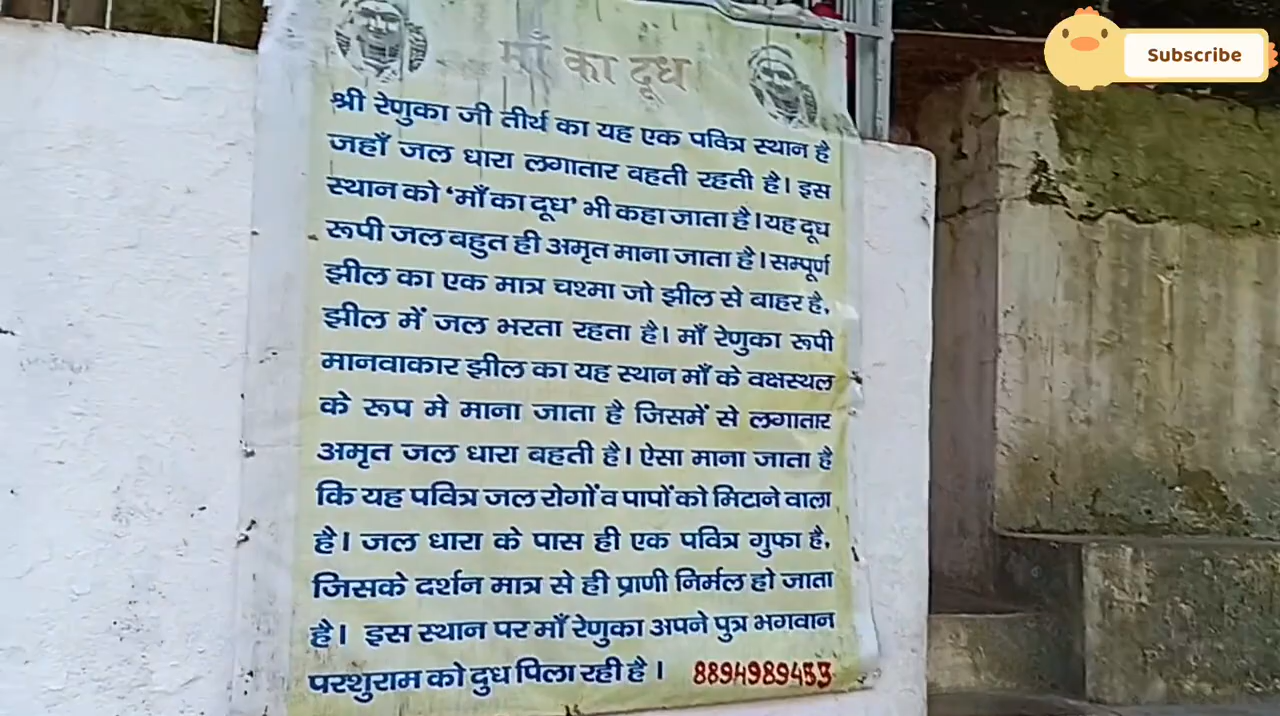 माँ का दूध
Subscribe
श्री रेणुका जी तीर्थ का यह एक पवित्र स्थान है
जहाँ जल धारा लगातार बहती रहती है। इस
स्थान को ‘माँ का दूध’ भी कहा जाता है। यह दूध
रूपी जल बहुत ही अमृत माना जाता है। सम्पूर्ण
झील का एक मात्र चश्मा जो झील से बाहर है,
झील में जल भरता रहता है। माँ रेणुका रूपी
मानवाकार झील का यह स्थान माँ के वक्षस्थल
के रूप मे माना जाता है जिसमें से लगातार
अमृत जल धारा बहती है। ऐसा माना जाता है
कि यह पवित्र जल रोगों व पापों को मिटाने वाला
है। जल धारा के पास ही एक पवित्र गुफा है,
जिसके दर्शन मात्र से ही प्राणी निर्मल हो जाता
है। इस स्थान पर माँ रेणुका अपने पुत्र भगवान
परशुराम को दुध पिला रही है।